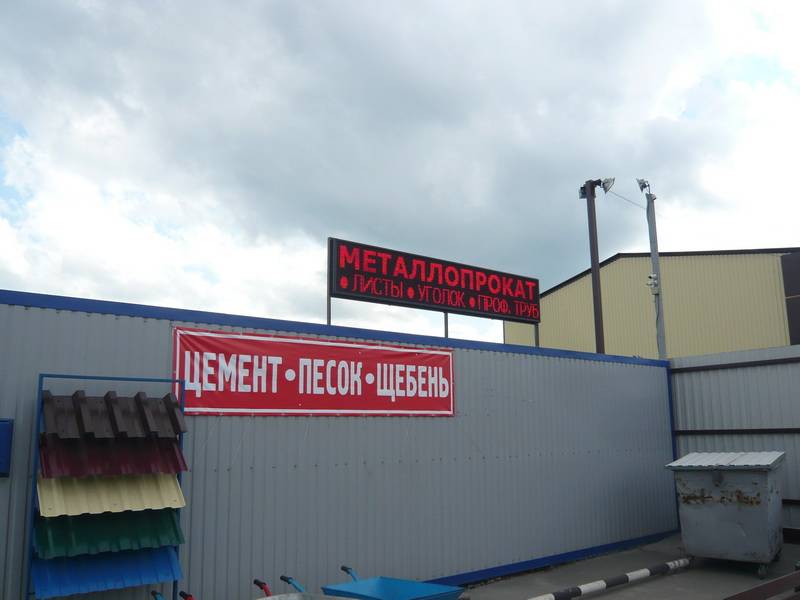 МЕТАЛЛОПРОКАТ
•ЛИСТЫ •УГОЛОК •ПРОФ. ТРУБ
ЦЕМЕНТ•ПЕСОК•ЩЕБЕНЬ